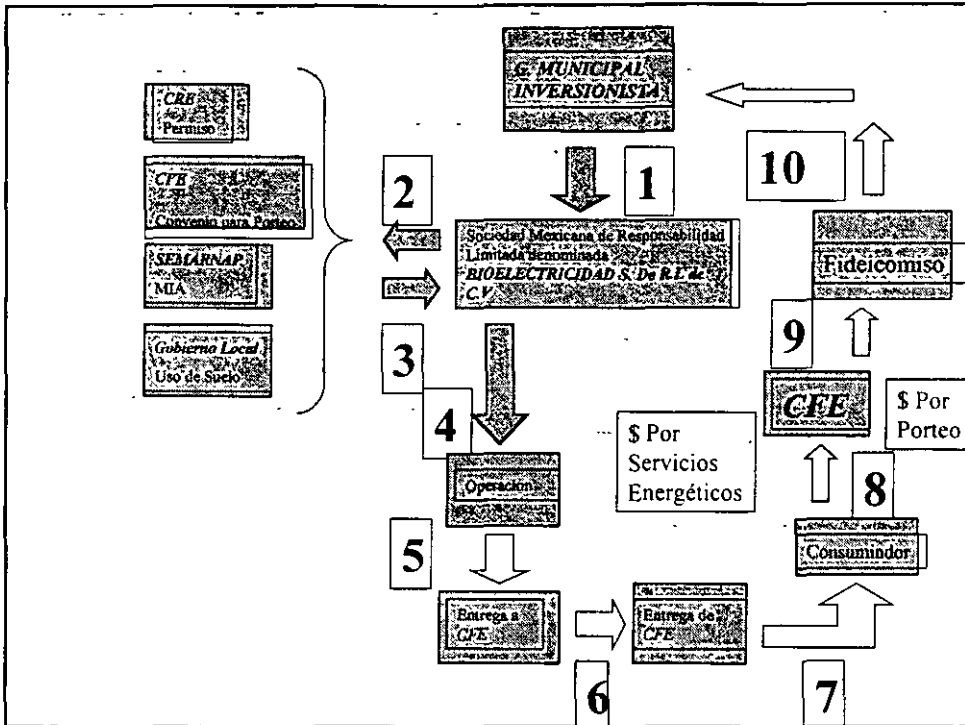 G. MUNICIPAL
INVERSIONISTA
CRE
Permiso
CFE
Convenio para Porteo
SEMARNAP
MIA
Gobierno Local
Uso de Suelo
2
1
10
Sociedad Mexicana de Responsabilidad
Limitada denominada
BIOELECTRICIDAD S. De R.L. de
C.V
Fideicomiso
3
9
4
CFE
$ Por
Porteo
$ Por
Servicios
Energéticos
Operación
8
5
Consumindor
Entrega a
CFE
Entrega de
CFE
6
7